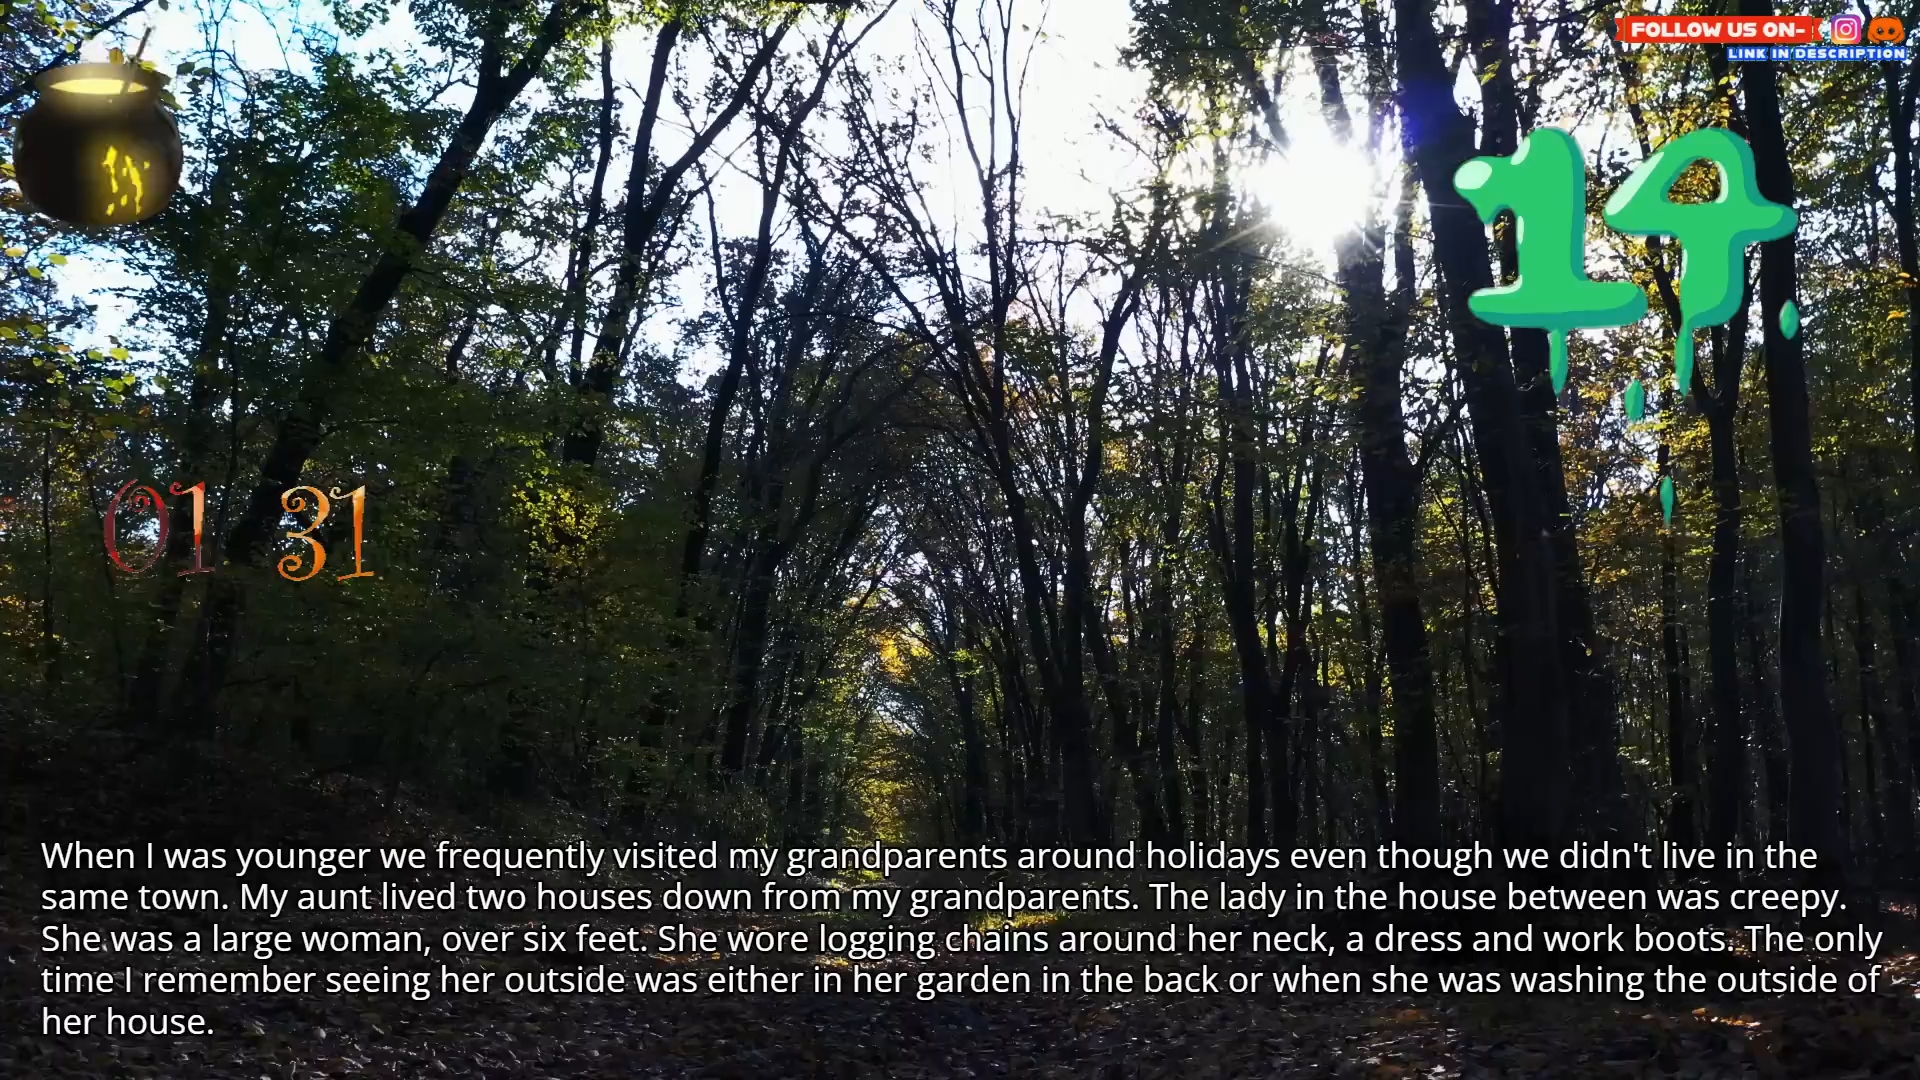 FOLLOW US ON-
LINK IN DESCRIPTION
14
01 31
When I was younger we frequently visited my grandparents around holidays even though we didn't live in the
same town. My aunt lived two houses down from my grandparents. The lady in the house between was creepy.
She was a large woman, over six feet. She wore logging chains around her neck, a dress and work boots. The only
time I remember seeing her outside was either in her garden in the back or when she was washing the outside of
her house.